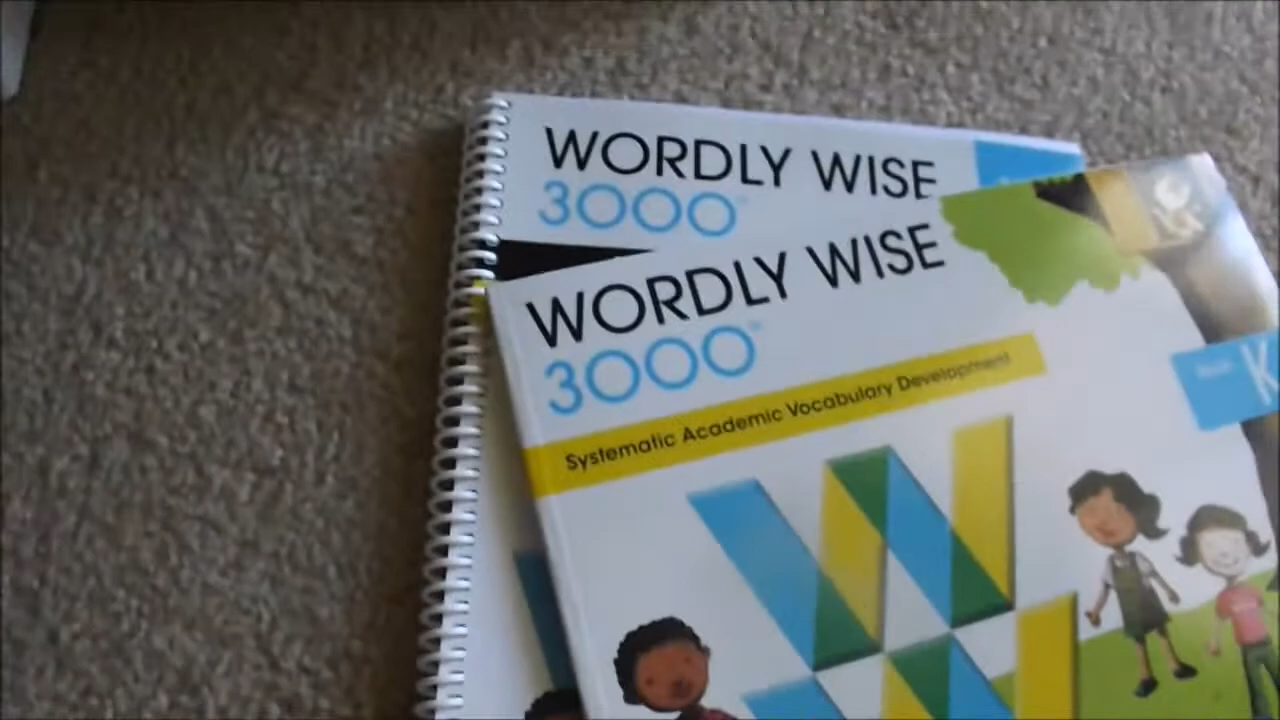 WORDLY WISE
3000
WORDLY WISE
3000
Systematic Academic Vocabulary Development
K